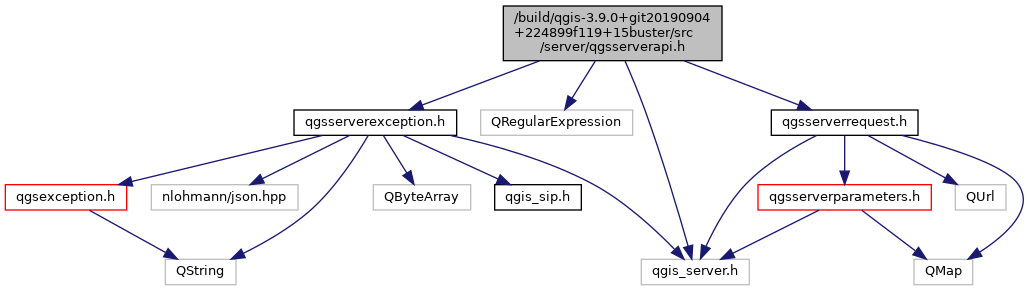 /build/qgis-3.9.0+git20190904
+224899f119+15buster/src
/server/qgsserverapi.h
qgsserverexception.h
QRegularExpression
qgsserverrequest.h
qgsexception.h
nlohmann/json.hpp
QByteArray
qgis_sip.h
qgsserverparameters.h
QUrl
QString
qgis_server.h
QMap